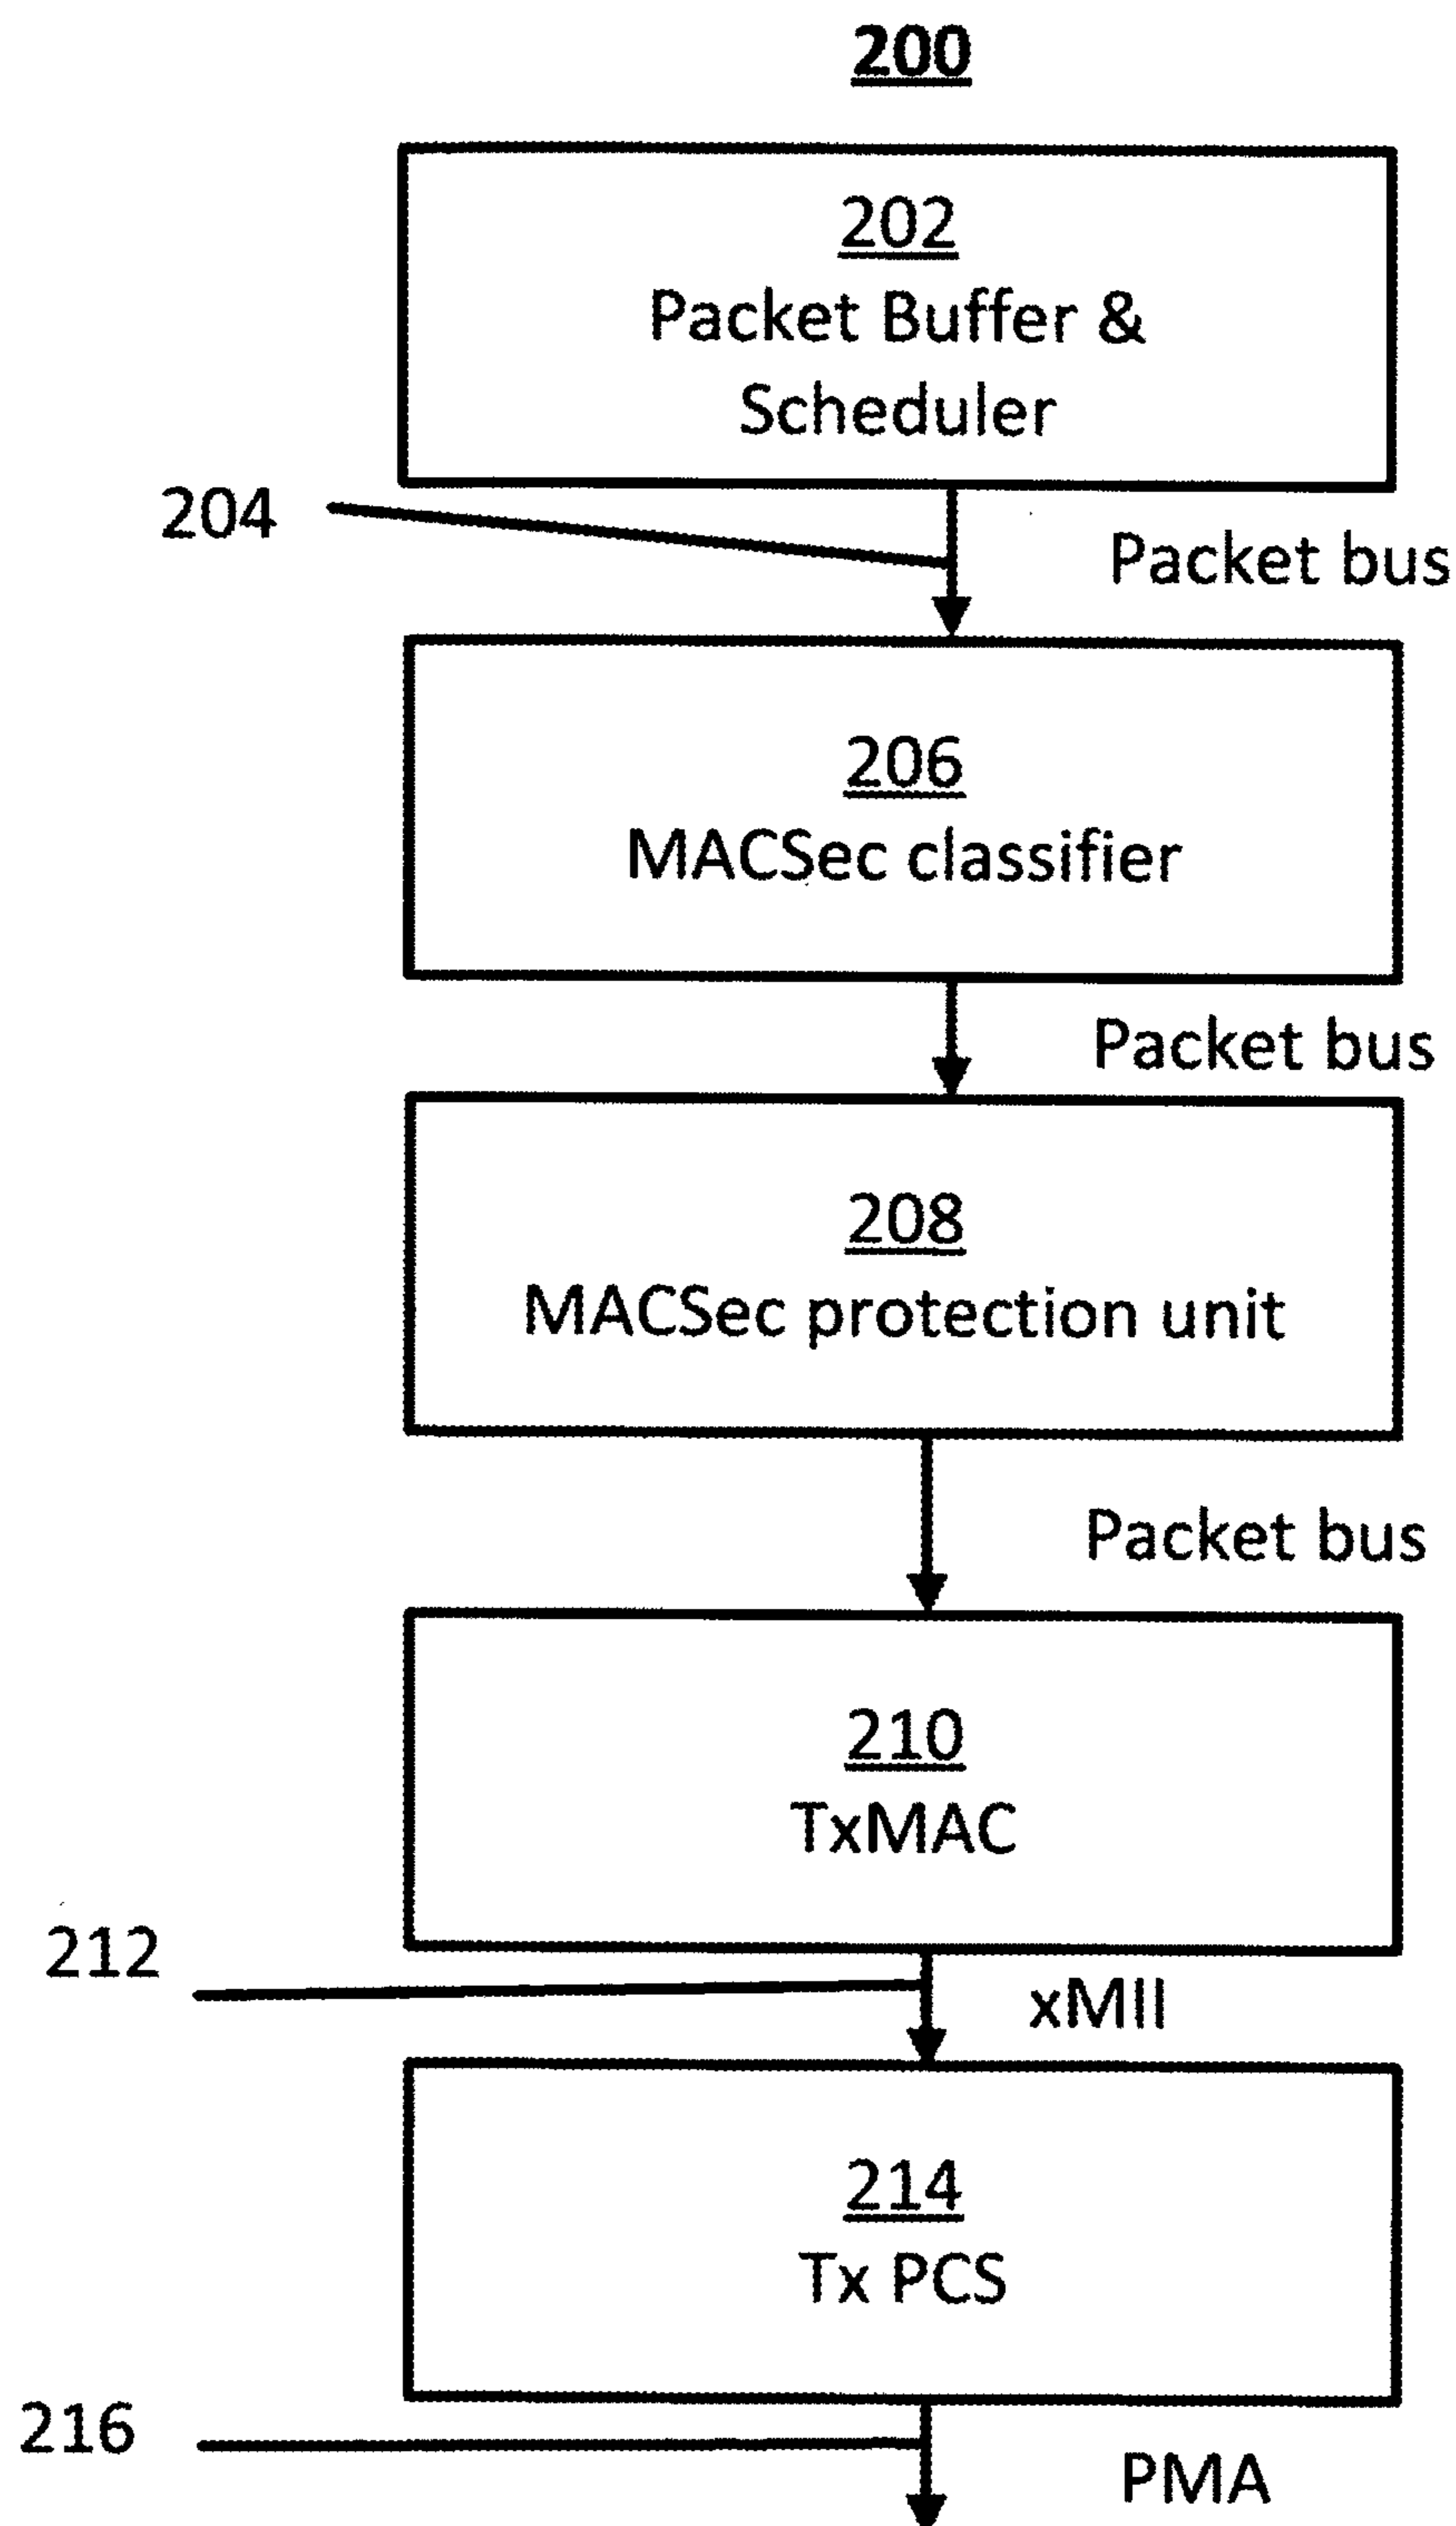 200
202
Packet Buffer &
Scheduler
204
Packet bus
206
MACSec classifier
Packet bus
208
MACSec protection unit
Packet bus
210
TxMAC
212
xMII
214
Tx PCS
216
PMA